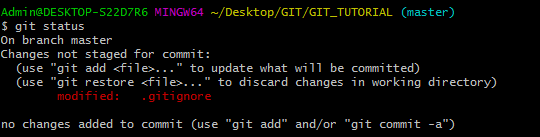 Admin@DESKTOP-S22D7R6 MINGW64 ~/Desktop/GIT/GIT_TUTORIAL (master)
$ git status
On branch master
Changes not staged for commit:
  (use "git add <file>..." to update what will be committed)
  (use "git restore <file>..." to discard changes in working directory)
        modified:   .gitignore

no changes added to commit (use "git add" and/or "git commit -a")